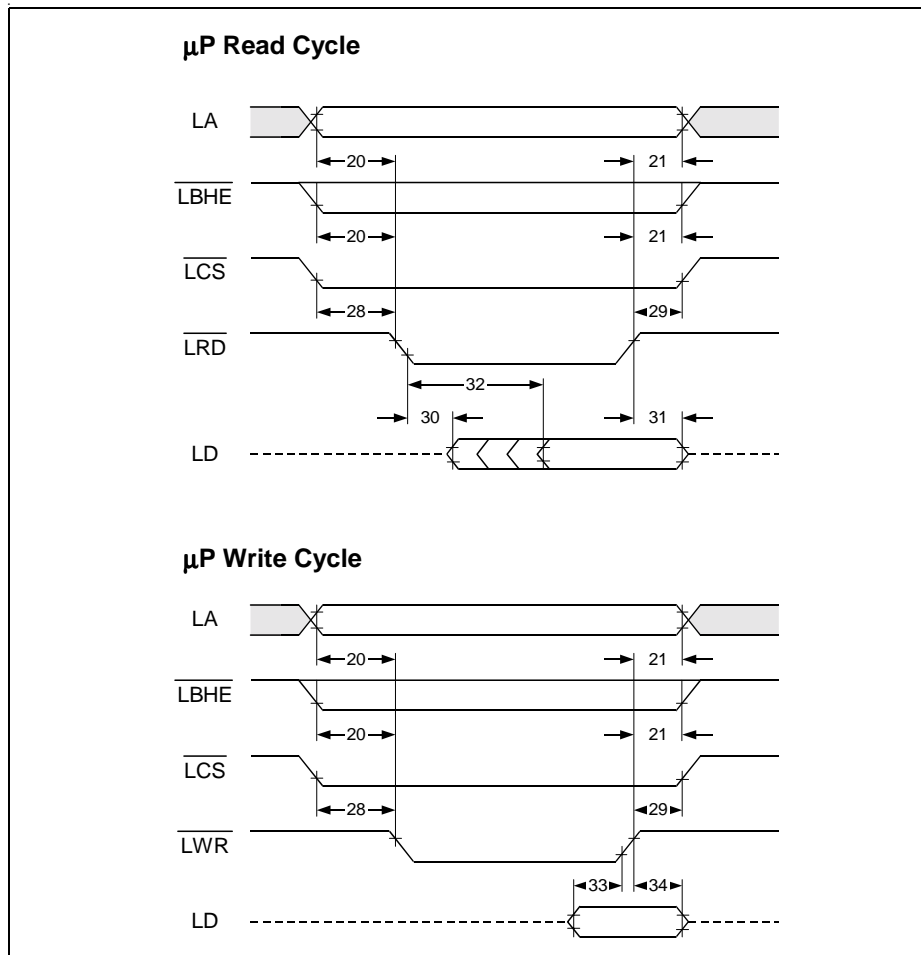 μP Read Cycle
LA
20 21
LBHE
20 21
LCS
28 29
LRD
32
30 31
LD
μP Write Cycle
LA
20 21
LBHE
20 21
LCS
28 29
LWR
33 34
LD